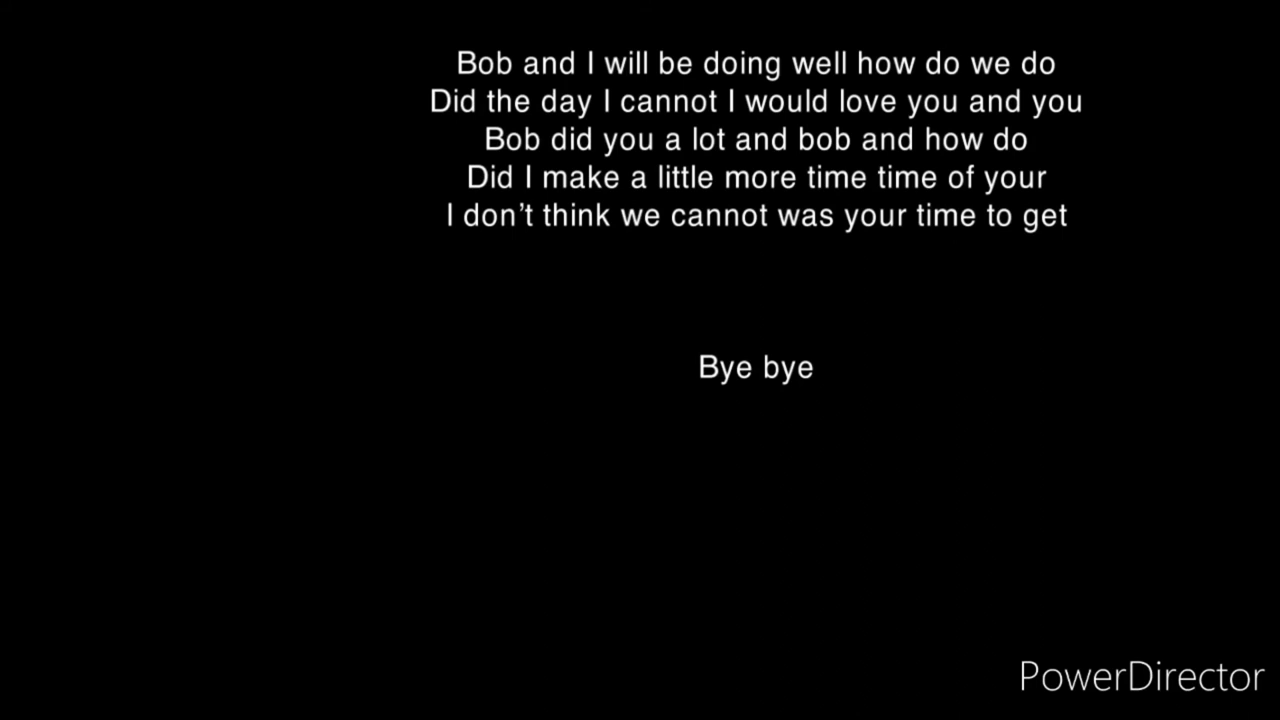 Bob and I will be doing well how do we do
Did the day I cannot I would love you and you
Bob did you a lot and bob and how do
Did I make a little more time time of your
I don’t think we cannot was your time to get
Bye bye
PowerDirector